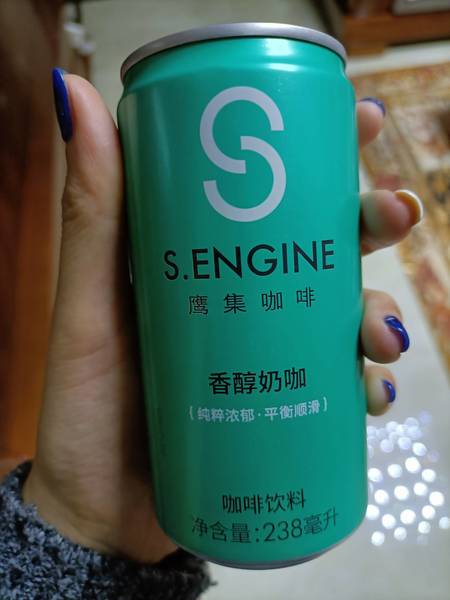 S.ENGINE
鹰集咖啡
香醇奶咖
{纯粹浓郁·平衡顺滑}
咖啡饮料
净含量:238毫升